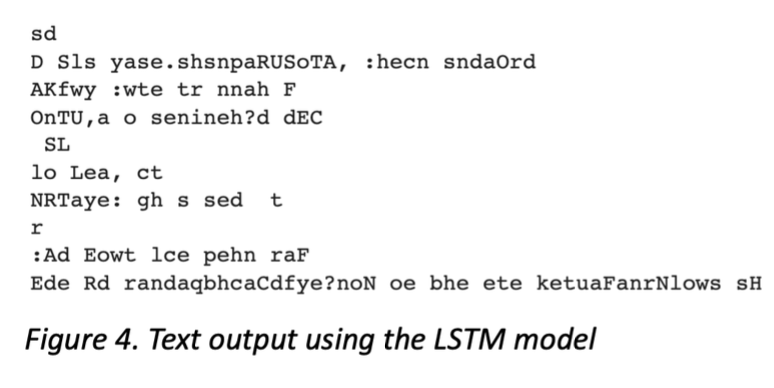 sd
D Sls yase.shsnpaRUSoTA, :hecn sndaOrd
AKfwy :wte tr nnah F
OnTU,a o senineh?d dEC
 SL
lo Lea, ct
NRTaye: gh s sed  t
r
:Ad Eowt lce pehn raF
Ede Rd randaqbhcaCdfye?noN oe bhe ete ketuaFanrNlows sH
Figure 4. Text output using the LSTM model